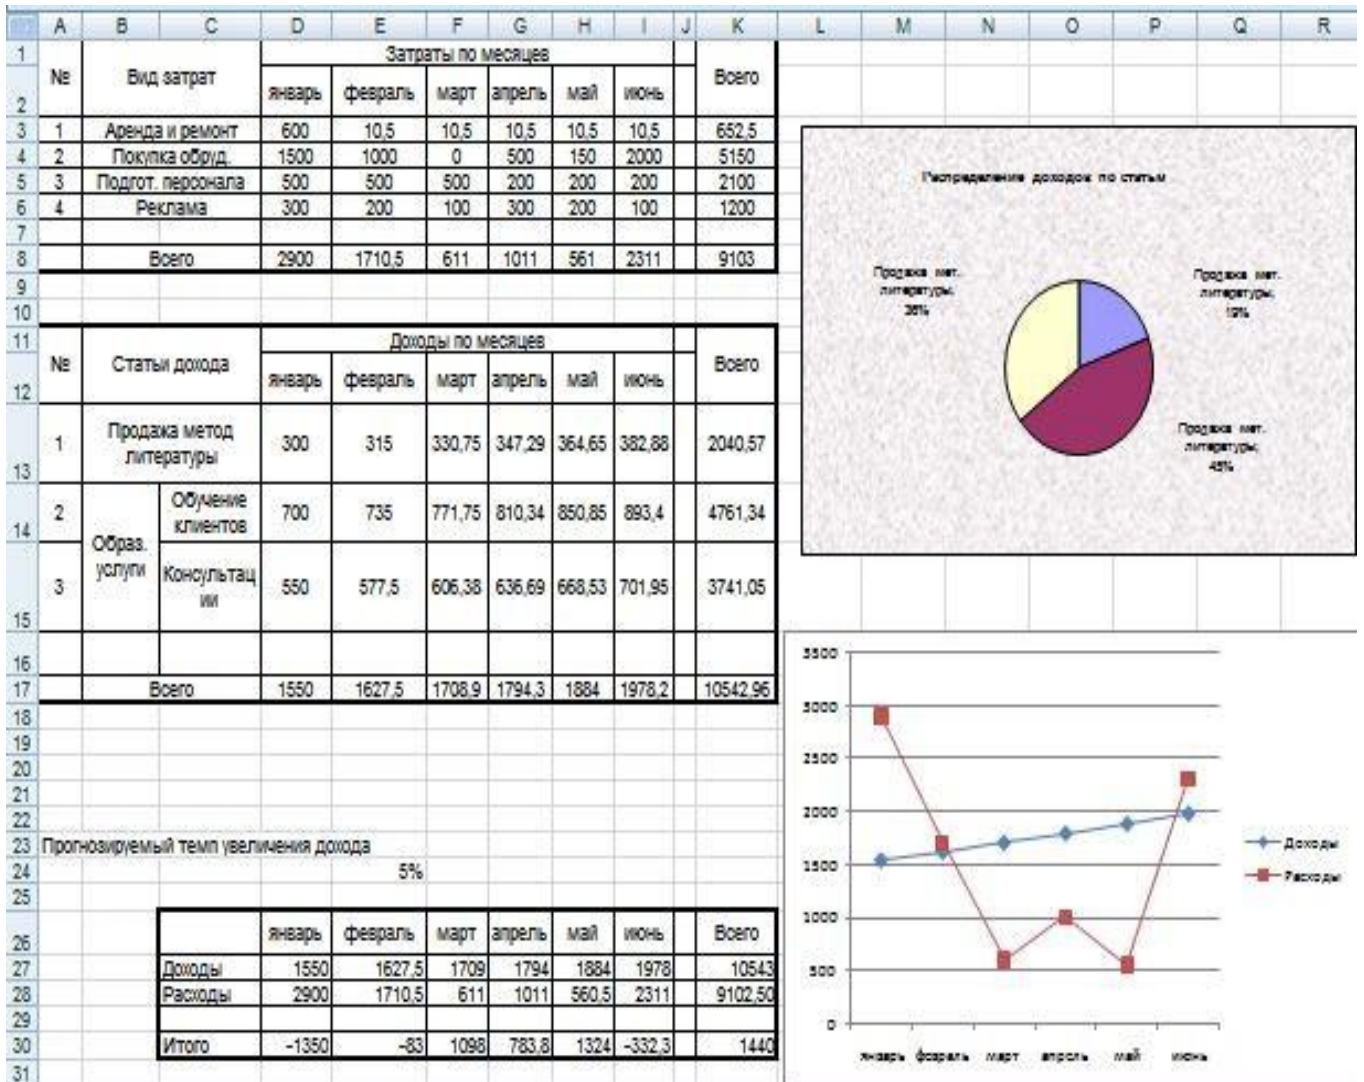 A B C D E F G H I J K L M N O P Q R
1 Затраты по месяцев
№ Вид затрат Всего
2 январь февраль март апрель май июнь
3 1 Аренда и ремонт 600 10,5 10,5 10,5 10,5 10,5 652,5
4 2 Покупка обруд. 1500 1000 0 500 150 2000 5150
5 3 Подгот. персонала 500 500 500 200 200 200 2100
6 4 Реклама 300 200 100 300 200 100 1200
7
8 Всего 2900 1710,5 611 1011 561 2311 9103
9
10
11 Доходы по месяцев
№ Статьи дохода Всего
12 январь февраль март апрель май июнь
Продажа метод
1 300 315 330,75 347,29 364,65 382,88 2040,57
13 литературы
Обучение
2 700 735 771,75 810,34 850,85 893,4 4761,34
14 клиентов
Образ.
услуги
Консультац
3 550 577,5 606,38 636,69 668,53 701,95 3741,05
15 ии
16
17 Всего 1550 1627,5 1708,9 1794,3 1884 1978,2 10542,96
18
19
20
21
22
23 Прогнозируемый темп увеличения дохода
24 5%
25
26 январь февраль март апрель май июнь Всего
27 Доходы 1550 1627,5 1709 1794 1884 1978 10543
28 Расходы 2900 1710,5 611 1011 560,5 2311 9102,50
29
30 Итого -1350 -83 1098 783,8 1324 -332,3 1440
31
Распределение доходов по статьм
Продажа мет.
литературы;
36%
Продажа мет.
литературы;
19%
Продажа мет.
литературы;
45%
3500
3000
2500
2000
1500
1000
500
0
январь февраль март апрель май июнь
Доходы
Расходы